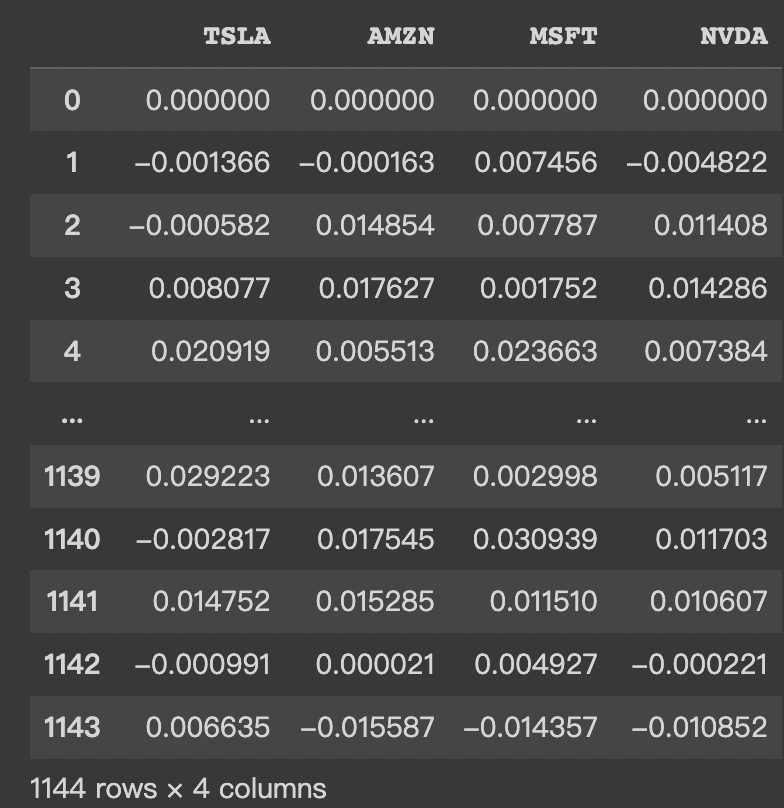 TSLA AMZN MSFT NVDA
0 0.000000 0.000000 0.000000 0.000000
1 −0.001366 −0.000163 0.007456 −0.004822
2 −0.000582 0.014854 0.007787 0.011408
3 0.008077 0.017627 0.001752 0.014286
4 0.020919 0.005513 0.023663 0.007384
... ... ... ... ...
1139 0.029223 0.013607 0.002998 0.005117
1140 −0.002817 0.017545 0.030939 0.011703
1141 0.014752 0.015285 0.011510 0.010607
1142 −0.000991 0.000021 0.004927 −0.000221
1143 0.006635 −0.015587 −0.014357 −0.010852
1144 rows × 4 columns